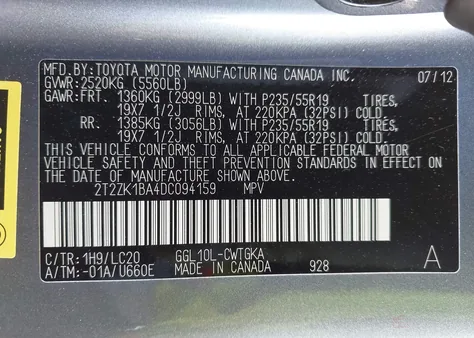 MFD. BY: TOYOTA MOTOR MANUFACTURING CANADA INC. 07/12
GVWR: 2520KG (5560LB)
GAWR: FRT. 1360KG (2999LB) WITH P235/55R19 TIRES,
19X7 1/2J RIMS, AT 220KPA (32PSI) COLD
RR. 1385KG (3056LB) WITH P235/55R19 TIRES,
19X7 1/2J RIMS, AT 220KPA (32PSI) COLD
THIS VEHICLE CONFORMS TO ALL APPLICABLE FEDERAL MOTOR
VEHICLE SAFETY AND THEFT PREVENTION STANDARDS IN EFFECT ON
THE DATE OF MANUFACTURE SHOWN ABOVE.
2T2ZK1BA4DC094159 MPV
C/TR: 1H9/LC20 GGL10L-CWTGKA
A/TM: -01A/U660E MADE IN CANADA 928 A